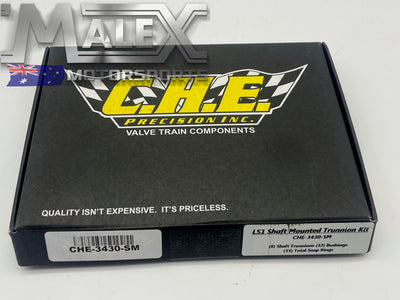 MALEX
MOTORSPORTS
C.H.E.
PRECISION INC.
VALVE TRAIN COMPONENTS
QUALITY ISN'T EXPENSIVE. IT'S PRICELESS.
CHE-3430-SM
LS1 Shaft Mounted Trunnion Kit
CHE-3430-SM
(8) Shaft Trunnions (32) Bushings
(33) Total Snap Rings